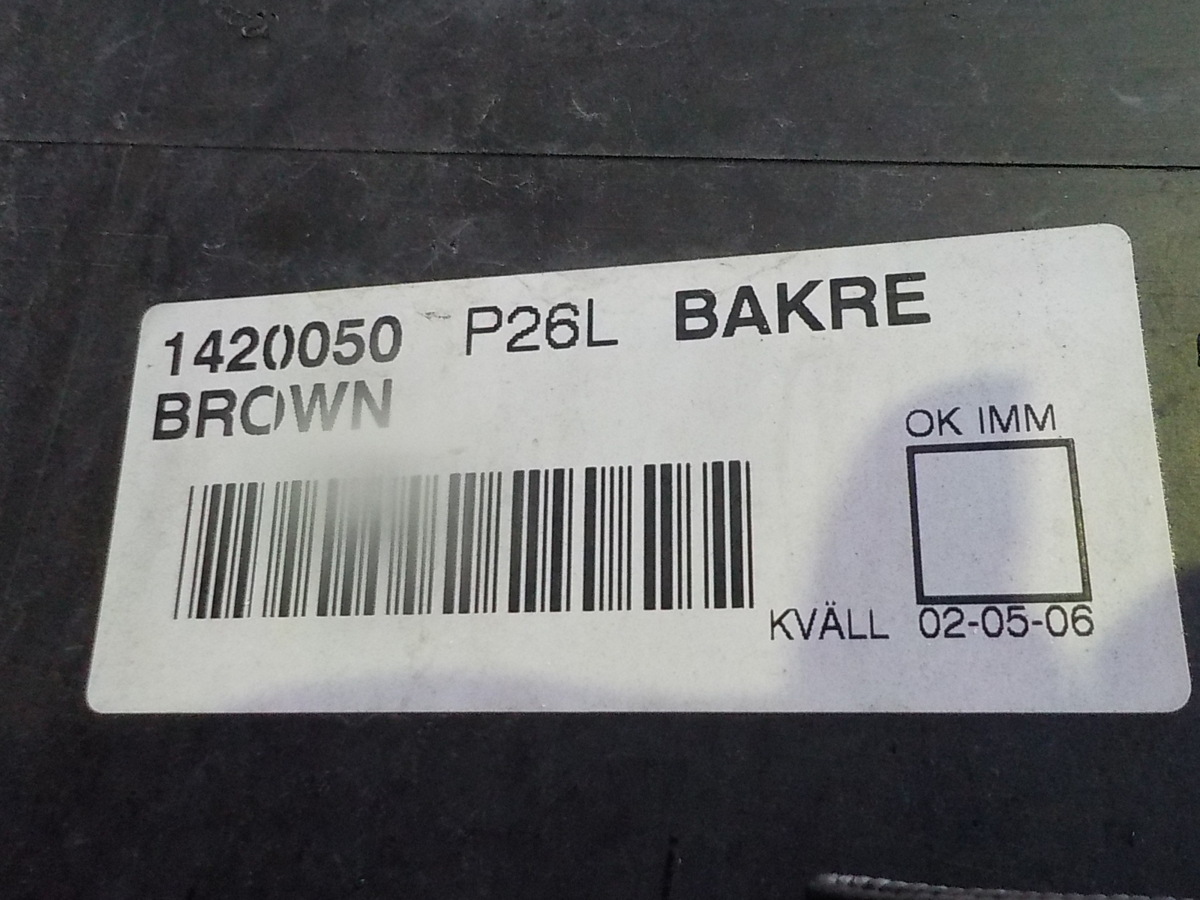 1420050 P26L BAKRE
BROWN
OK IMM
KVÄLL 02-05-06